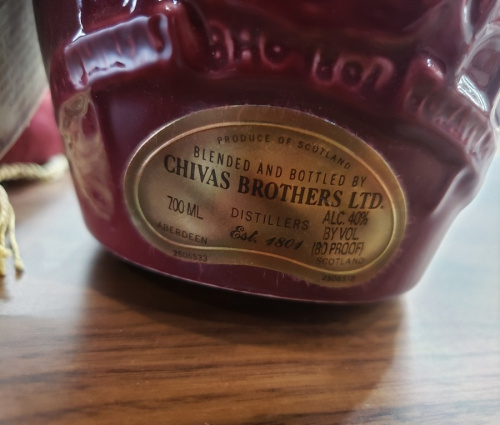 PRODUCE OF SCOTLAND
BLENDED AND BOTTLED BY
CHIVAS BROTHERS LTD.
700 ML
DISTILLERS
ALC. 40%
BY VOL.
(80 PROOF)
ABERDEEN
Est. 1801
SCOTLAND